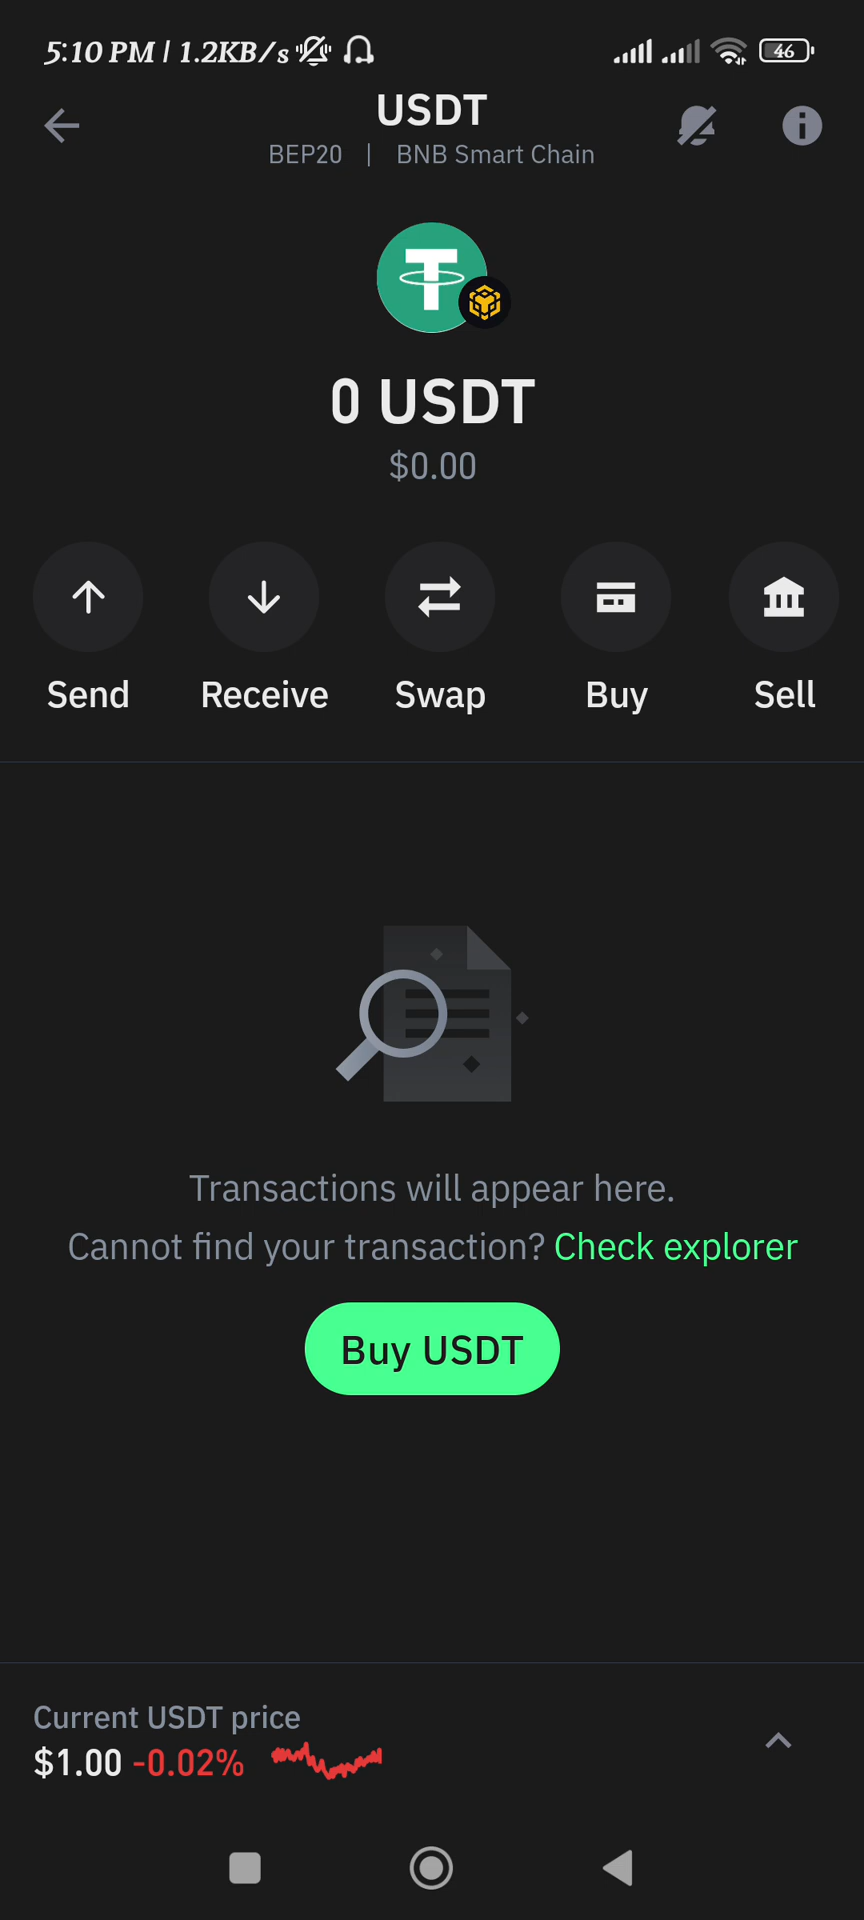 5:10 PM / 1.2KB/s
46
USDT
BEP20 | BNB Smart Chain
0 USDT
$0.00
Send Receive Swap Buy Sell
Transactions will appear here.
Cannot find your transaction? Check explorer
Buy USDT
Current USDT price
$1.00 -0.02%